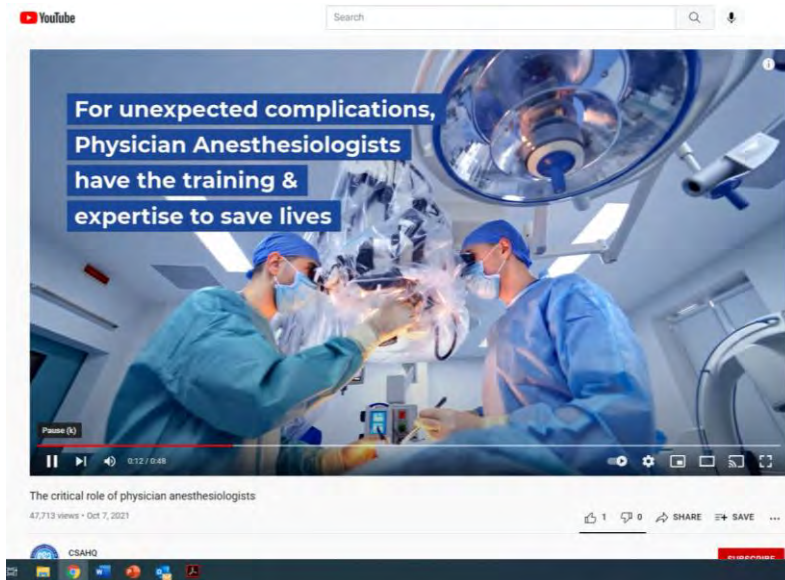 YouTube
Search
For unexpected complications,
Physician Anesthesiologists
have the training &
expertise to save lives
Pause (k)
0:12 / 0:48
The critical role of physician anesthesiologists
47,713 views • Oct 7, 2021
1
0
SHARE
SAVE
CSAHQ
SUBSCRIBE